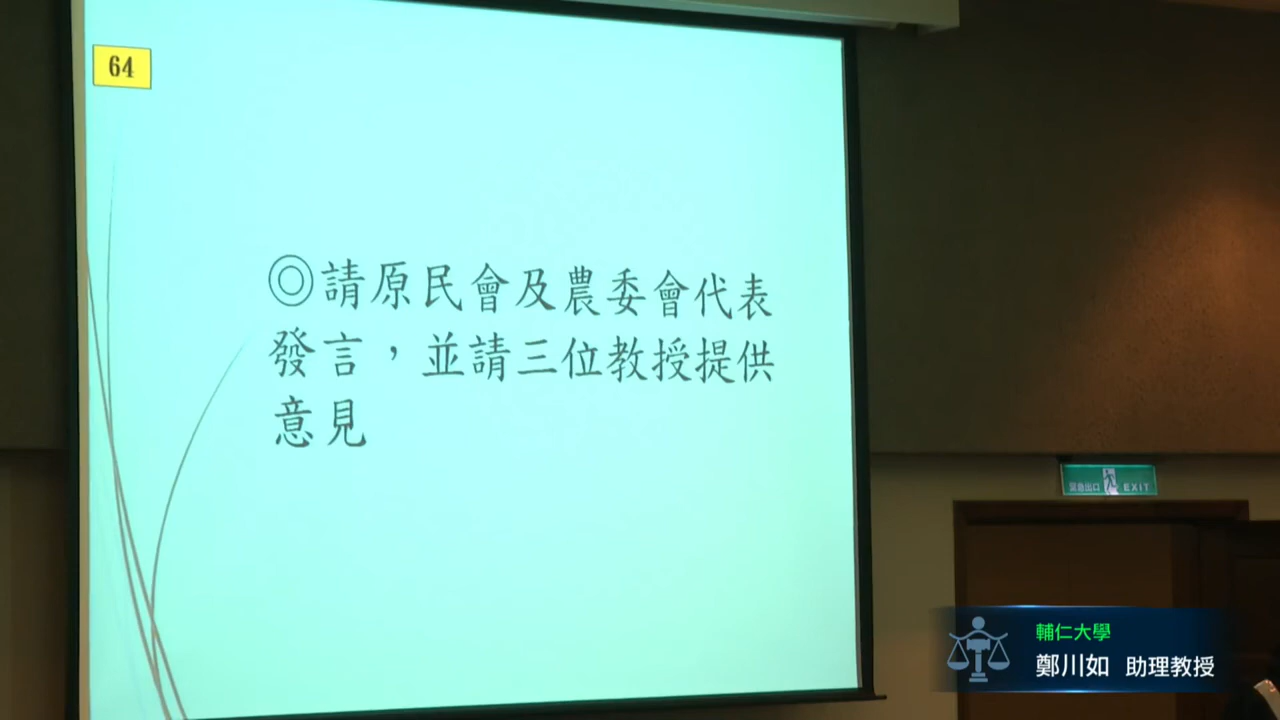 64
◎請原民會及農委會代表
發言，並請三位教授提供
意見
緊急出口 EXIT
輔仁大學
鄭川如 助理教授